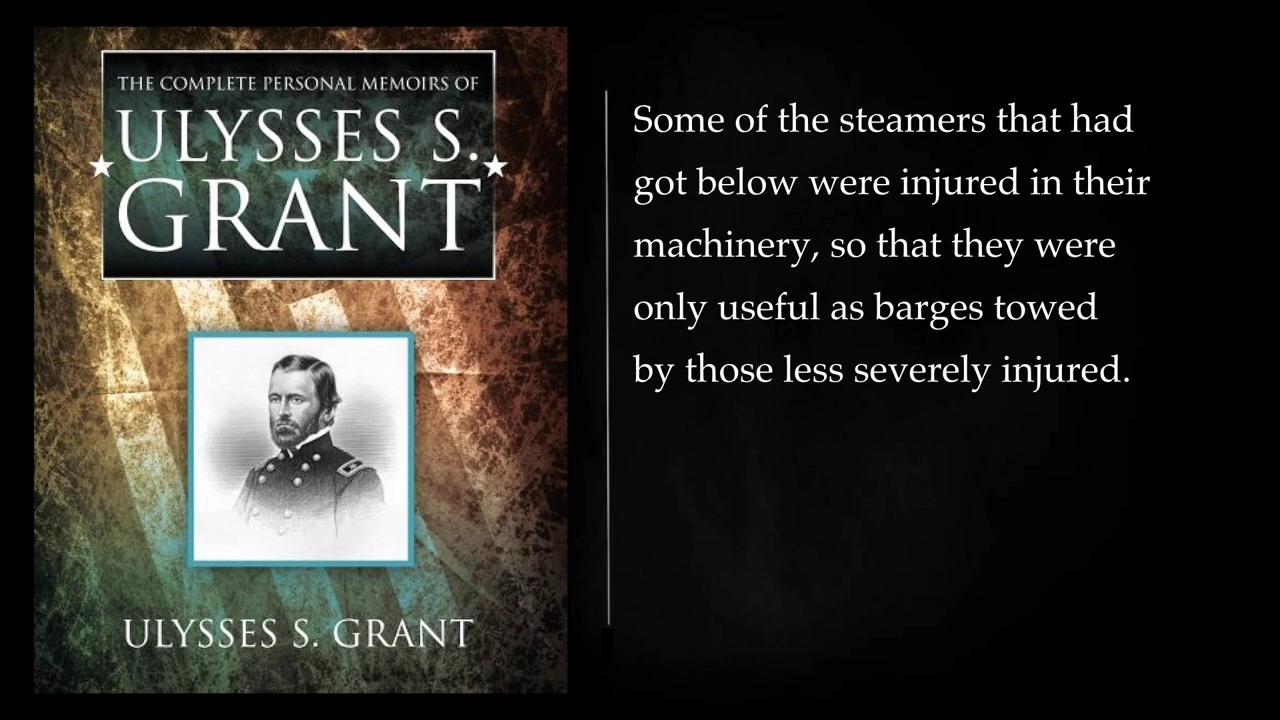 THE COMPLETE PERSONAL MEMOIRS OF
ULYSSES S.
GRANT
ULYSSES S. GRANT
Some of the steamers that had
got below were injured in their
machinery, so that they were
only useful as barges towed
by those less severely injured.